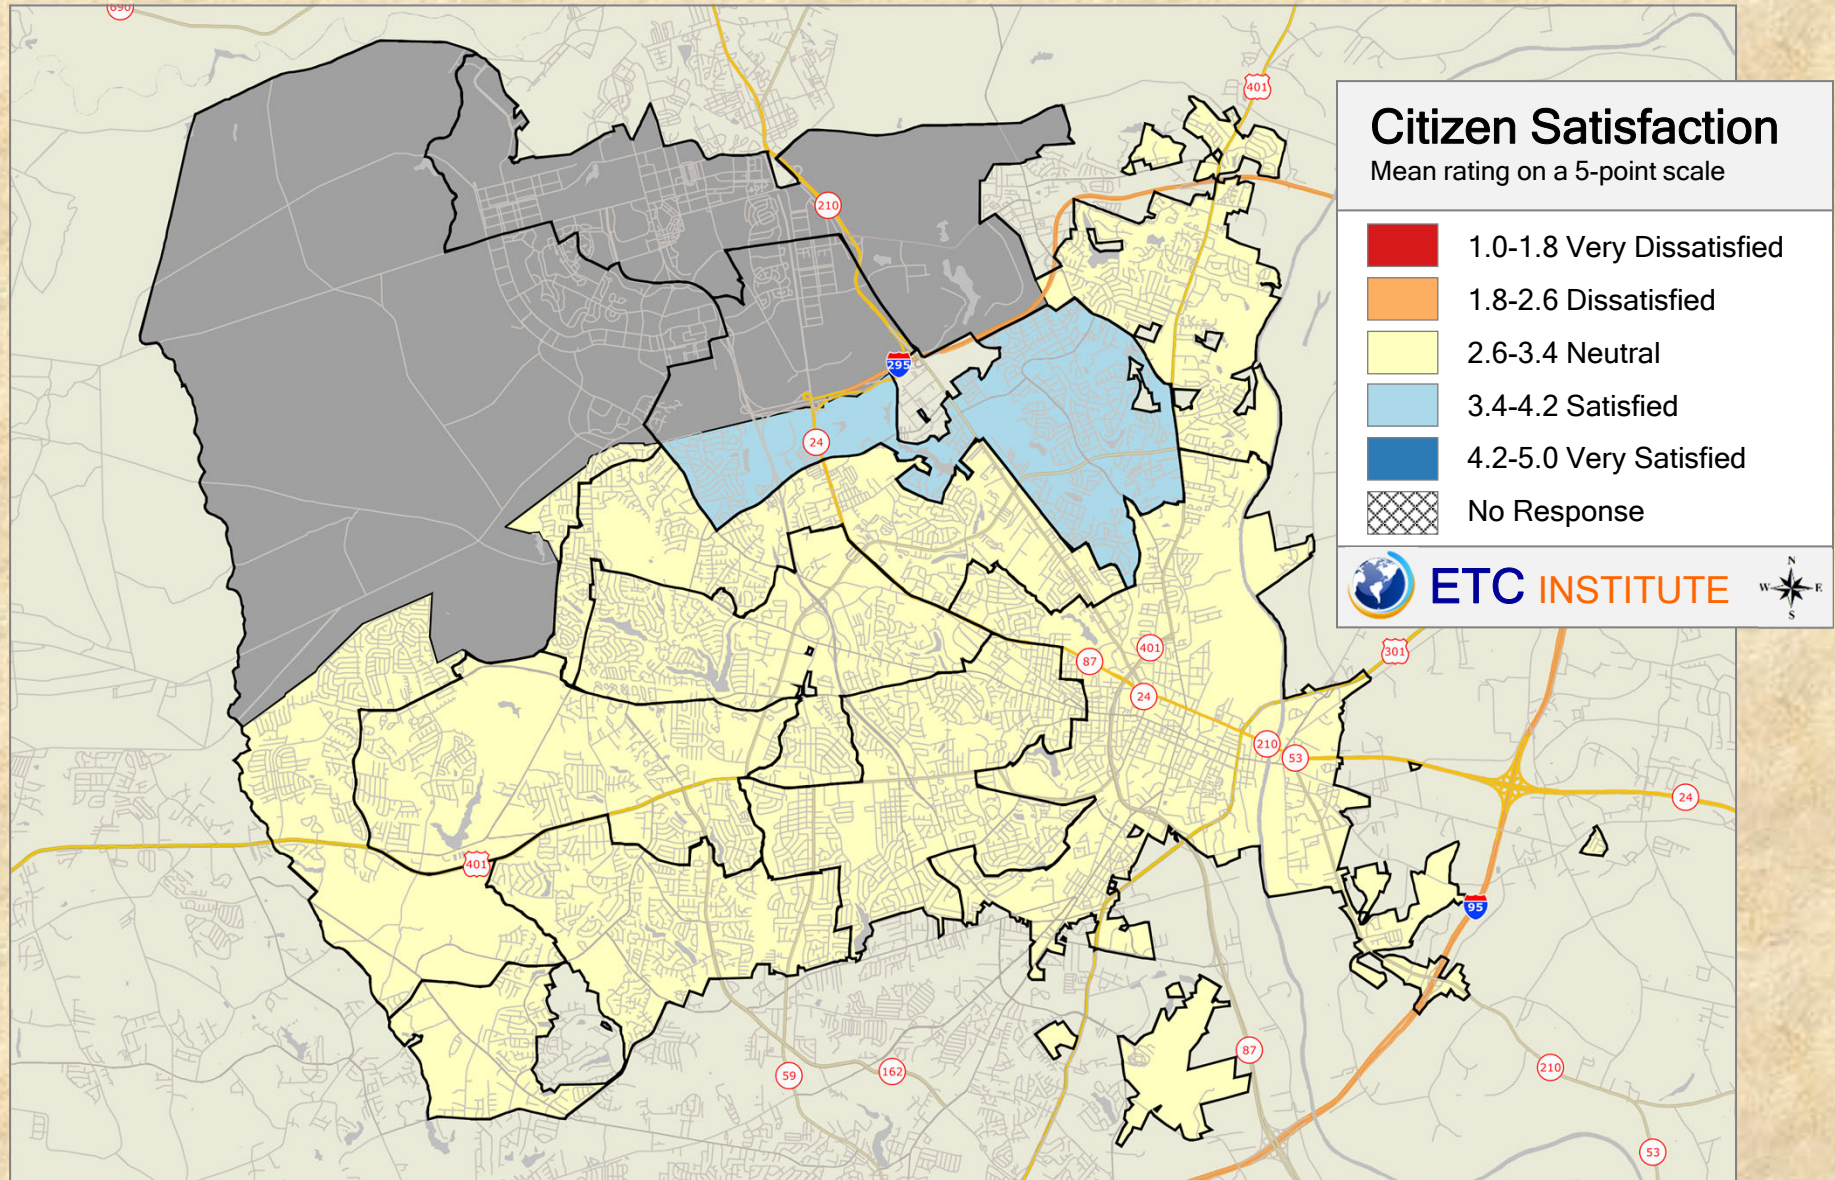 690
401
Citizen Satisfaction
Mean rating on a 5-point scale
210
1.0-1.8 Very Dissatisfied
1.8-2.6 Dissatisfied
2.6-3.4 Neutral
295
3.4-4.2 Satisfied
24
4.2-5.0 Very Satisfied
No Response
ETC INSTITUTE
N
W E
S
401
87
301
24
210
53
24
401
95
87
59
162
210
53